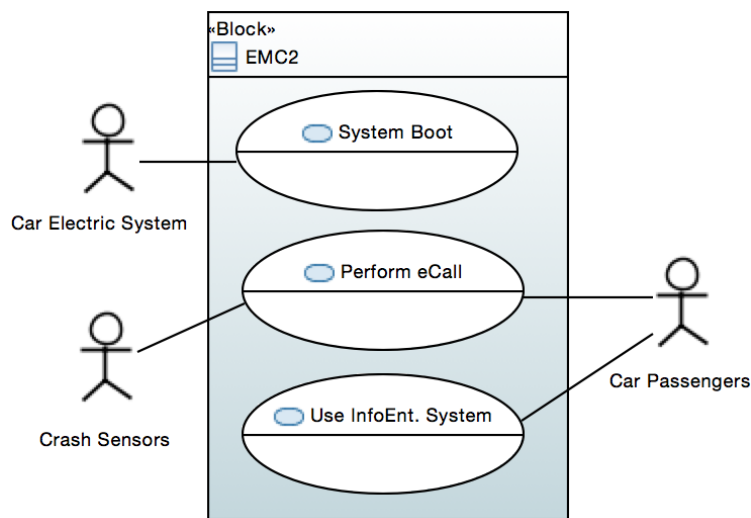 «Block»
EMC2
System Boot
Car Electric System
Perform eCall
Car Passengers
Use InfoEnt. System
Crash Sensors